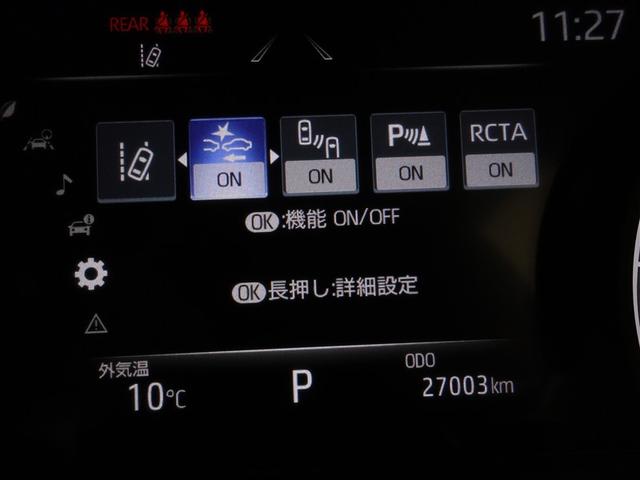 REAR
11:27
ON
ON
P ON
RCTA ON
OK:機能 ON/OFF
OK長押し:詳細設定
外気温
10℃
P
ODO
27003km